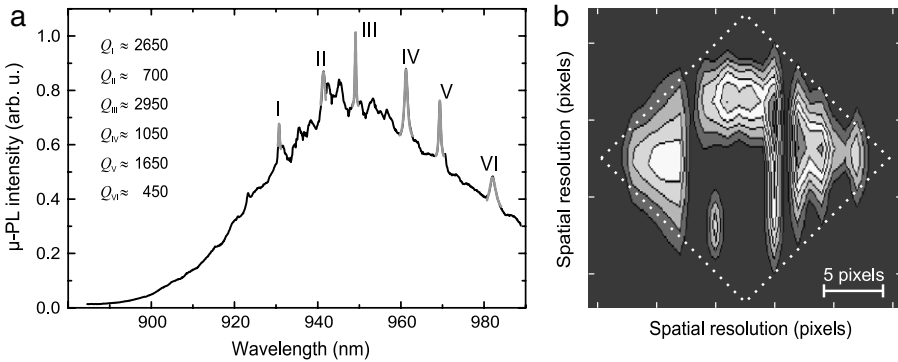 a
μ-PL intensity (arb. u.)
1.0
0.8
0.6
0.4
0.2
0.0
Q_I ≈ 2650
Q_II ≈ 700
Q_III ≈ 2950
Q_IV ≈ 1050
Q_V ≈ 1650
Q_VI ≈ 450
I
II
III
IV
V
VI
900 920 940 960 980
Wavelength (nm)
b
Spatial resolution (pixels)
5 pixels
Spatial resolution (pixels)